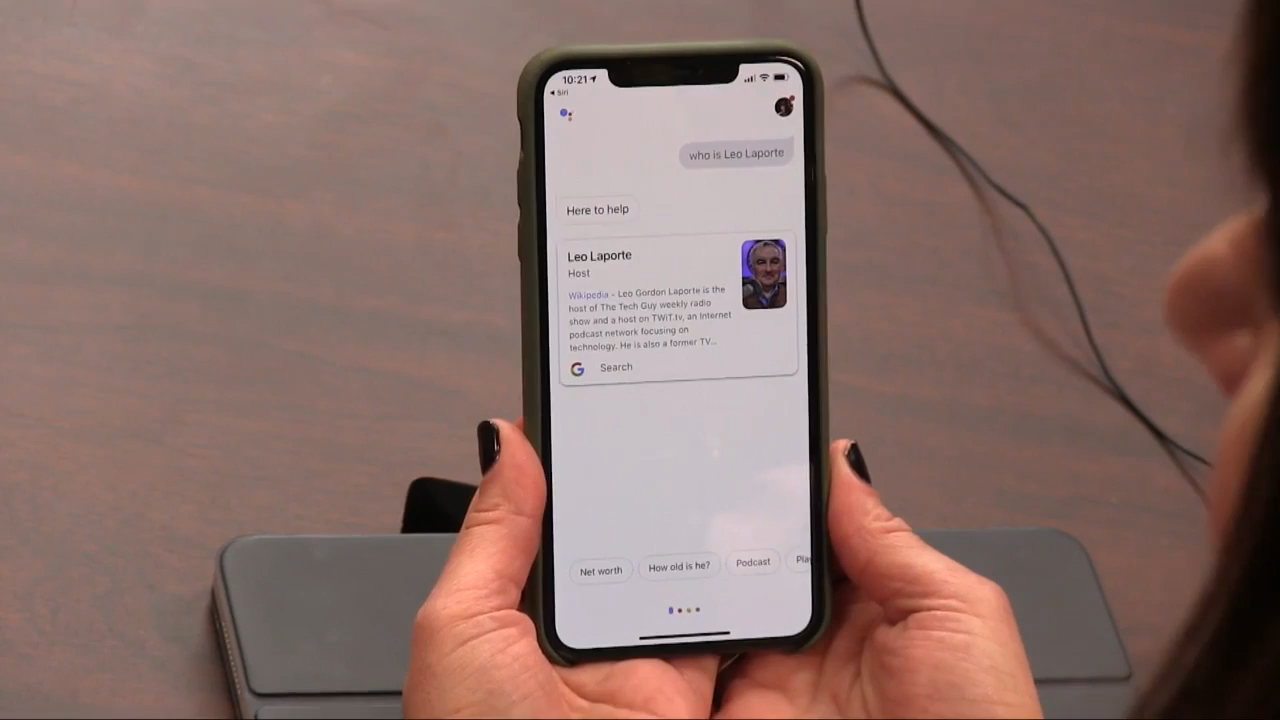 10:21
Siri
who is Leo Laporte
Here to help
Leo Laporte
Host
Wikipedia - Leo Gordon Laporte is the
host of The Tech Guy weekly radio
show and a host on TWiT.tv, an Internet
podcast network focusing on
technology. He is also a former TV...
G Search
Net worth How old is he? Podcast Pla